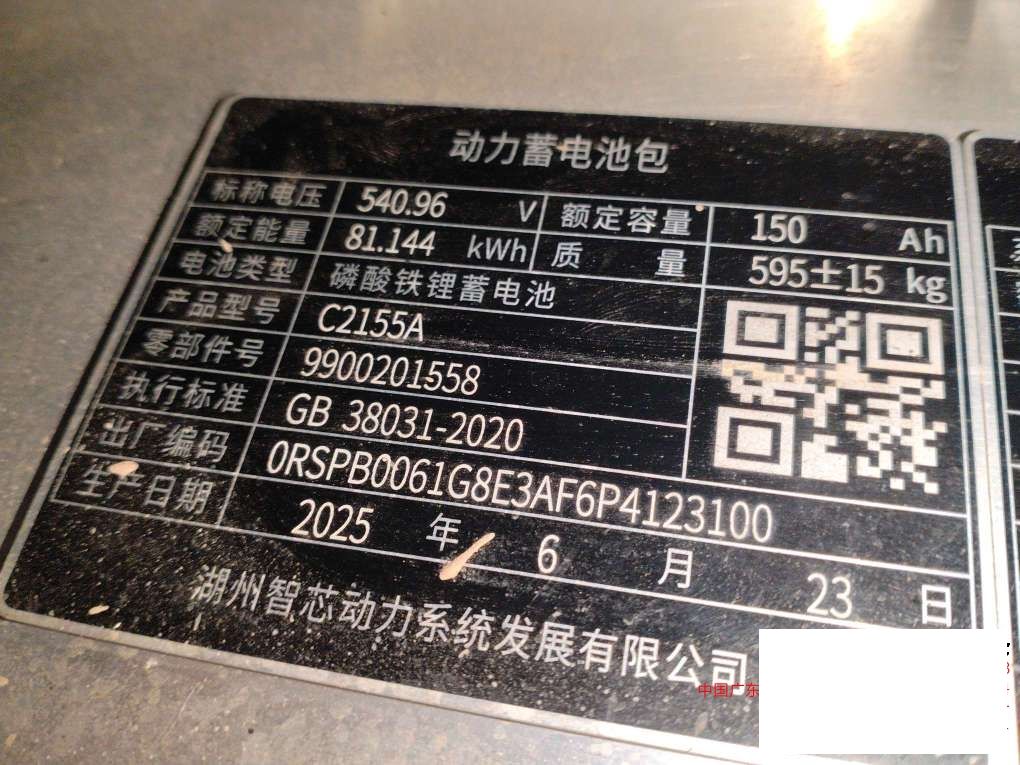 动力蓄电池包
标称电压 540.96 V 额定容量 150 Ah
额定能量 81.144 kWh 质量 595±15 kg
电池类型 磷酸铁锂蓄电池
产品型号 C2155A
零部件号 9900201558
执行标准 GB 38031-2020
出厂编码 0RSPB0061G8E3AF6P4123100
生产日期 2025 年 6 月 23 日
湖州智芯动力系统发展有限公司
中国广东